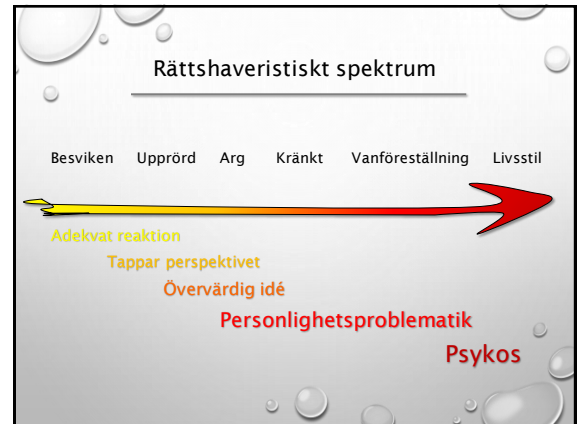 Rättshaveristiskt spektrum
Besviken Upprörd Arg Kränkt Vanföreställning Livsstil
Adekvat reaktion
Tappar perspektivet
Övervärdig idé
Personlighetsproblematik
Psykos